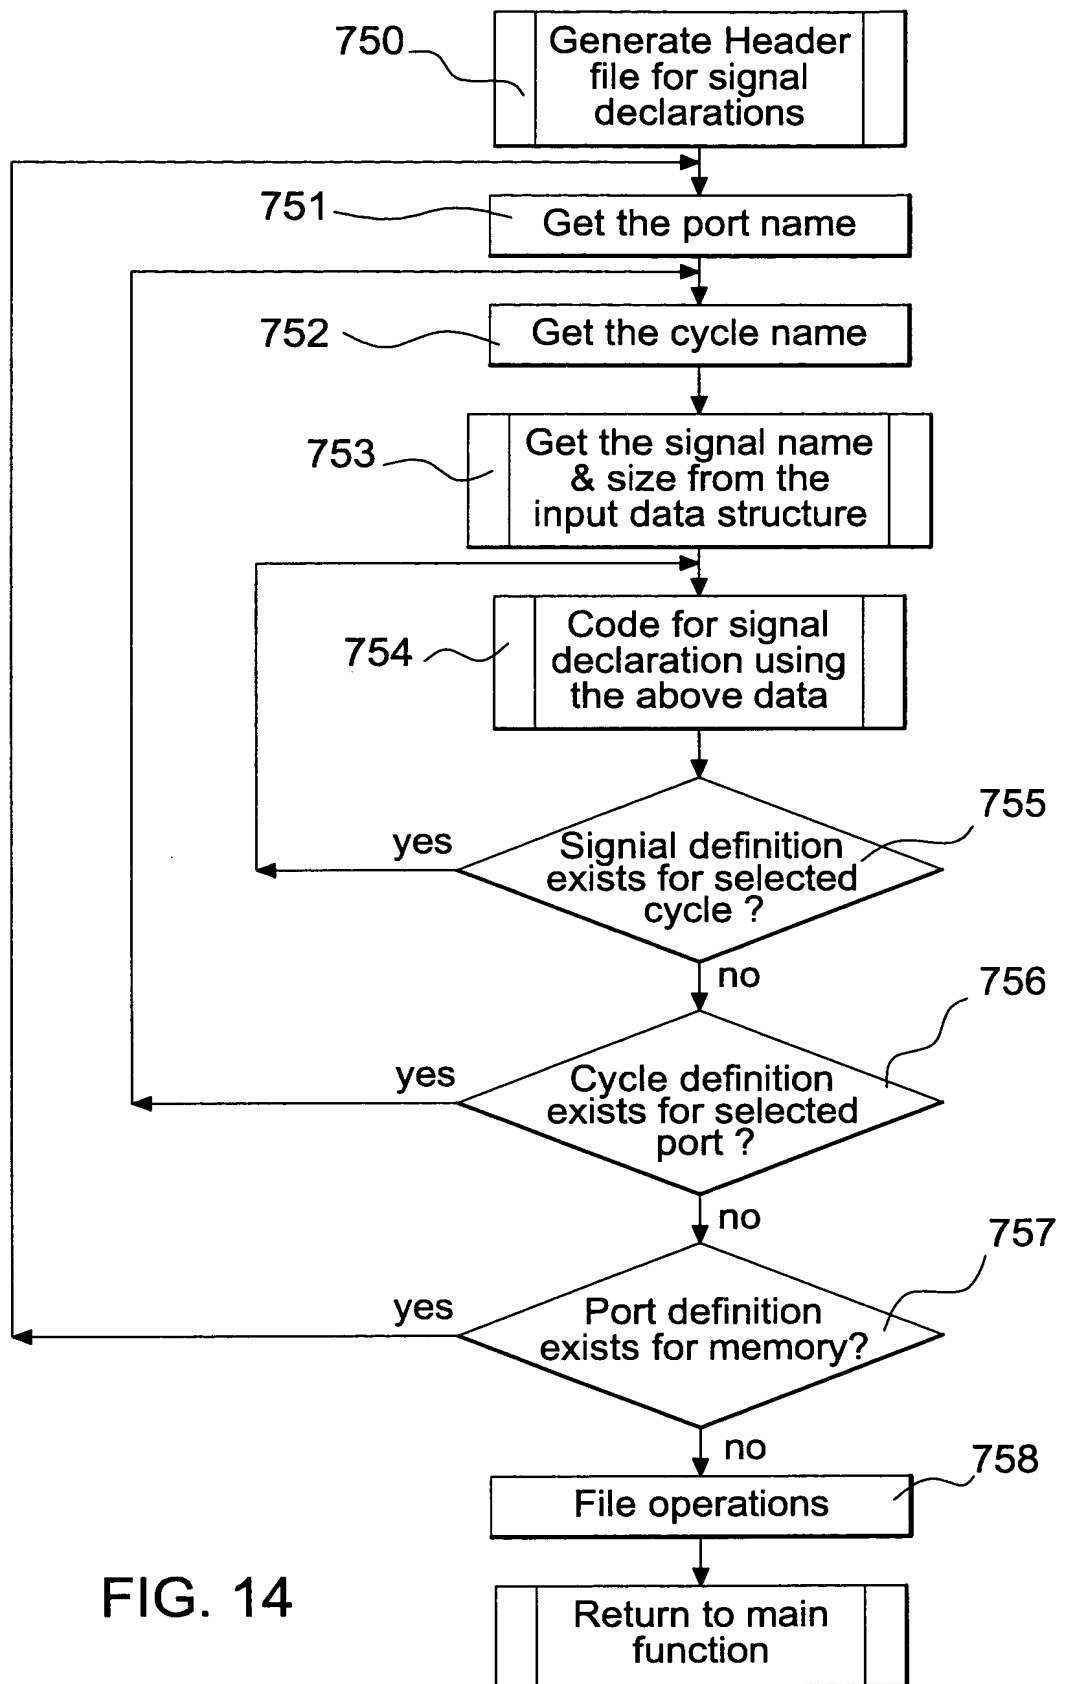 750
Generate Header
file for signal
declarations
751
Get the port name
752
Get the cycle name
753
Get the signal name
& size from the
input data structure
754
Code for signal
declaration using
the above data
755
yes
Signial definition
exists for selected
cycle ?
no
756
yes
Cycle definition
exists for selected
port ?
no
757
yes
Port definition
exists for memory?
no
758
File operations
FIG. 14
Return to main
function